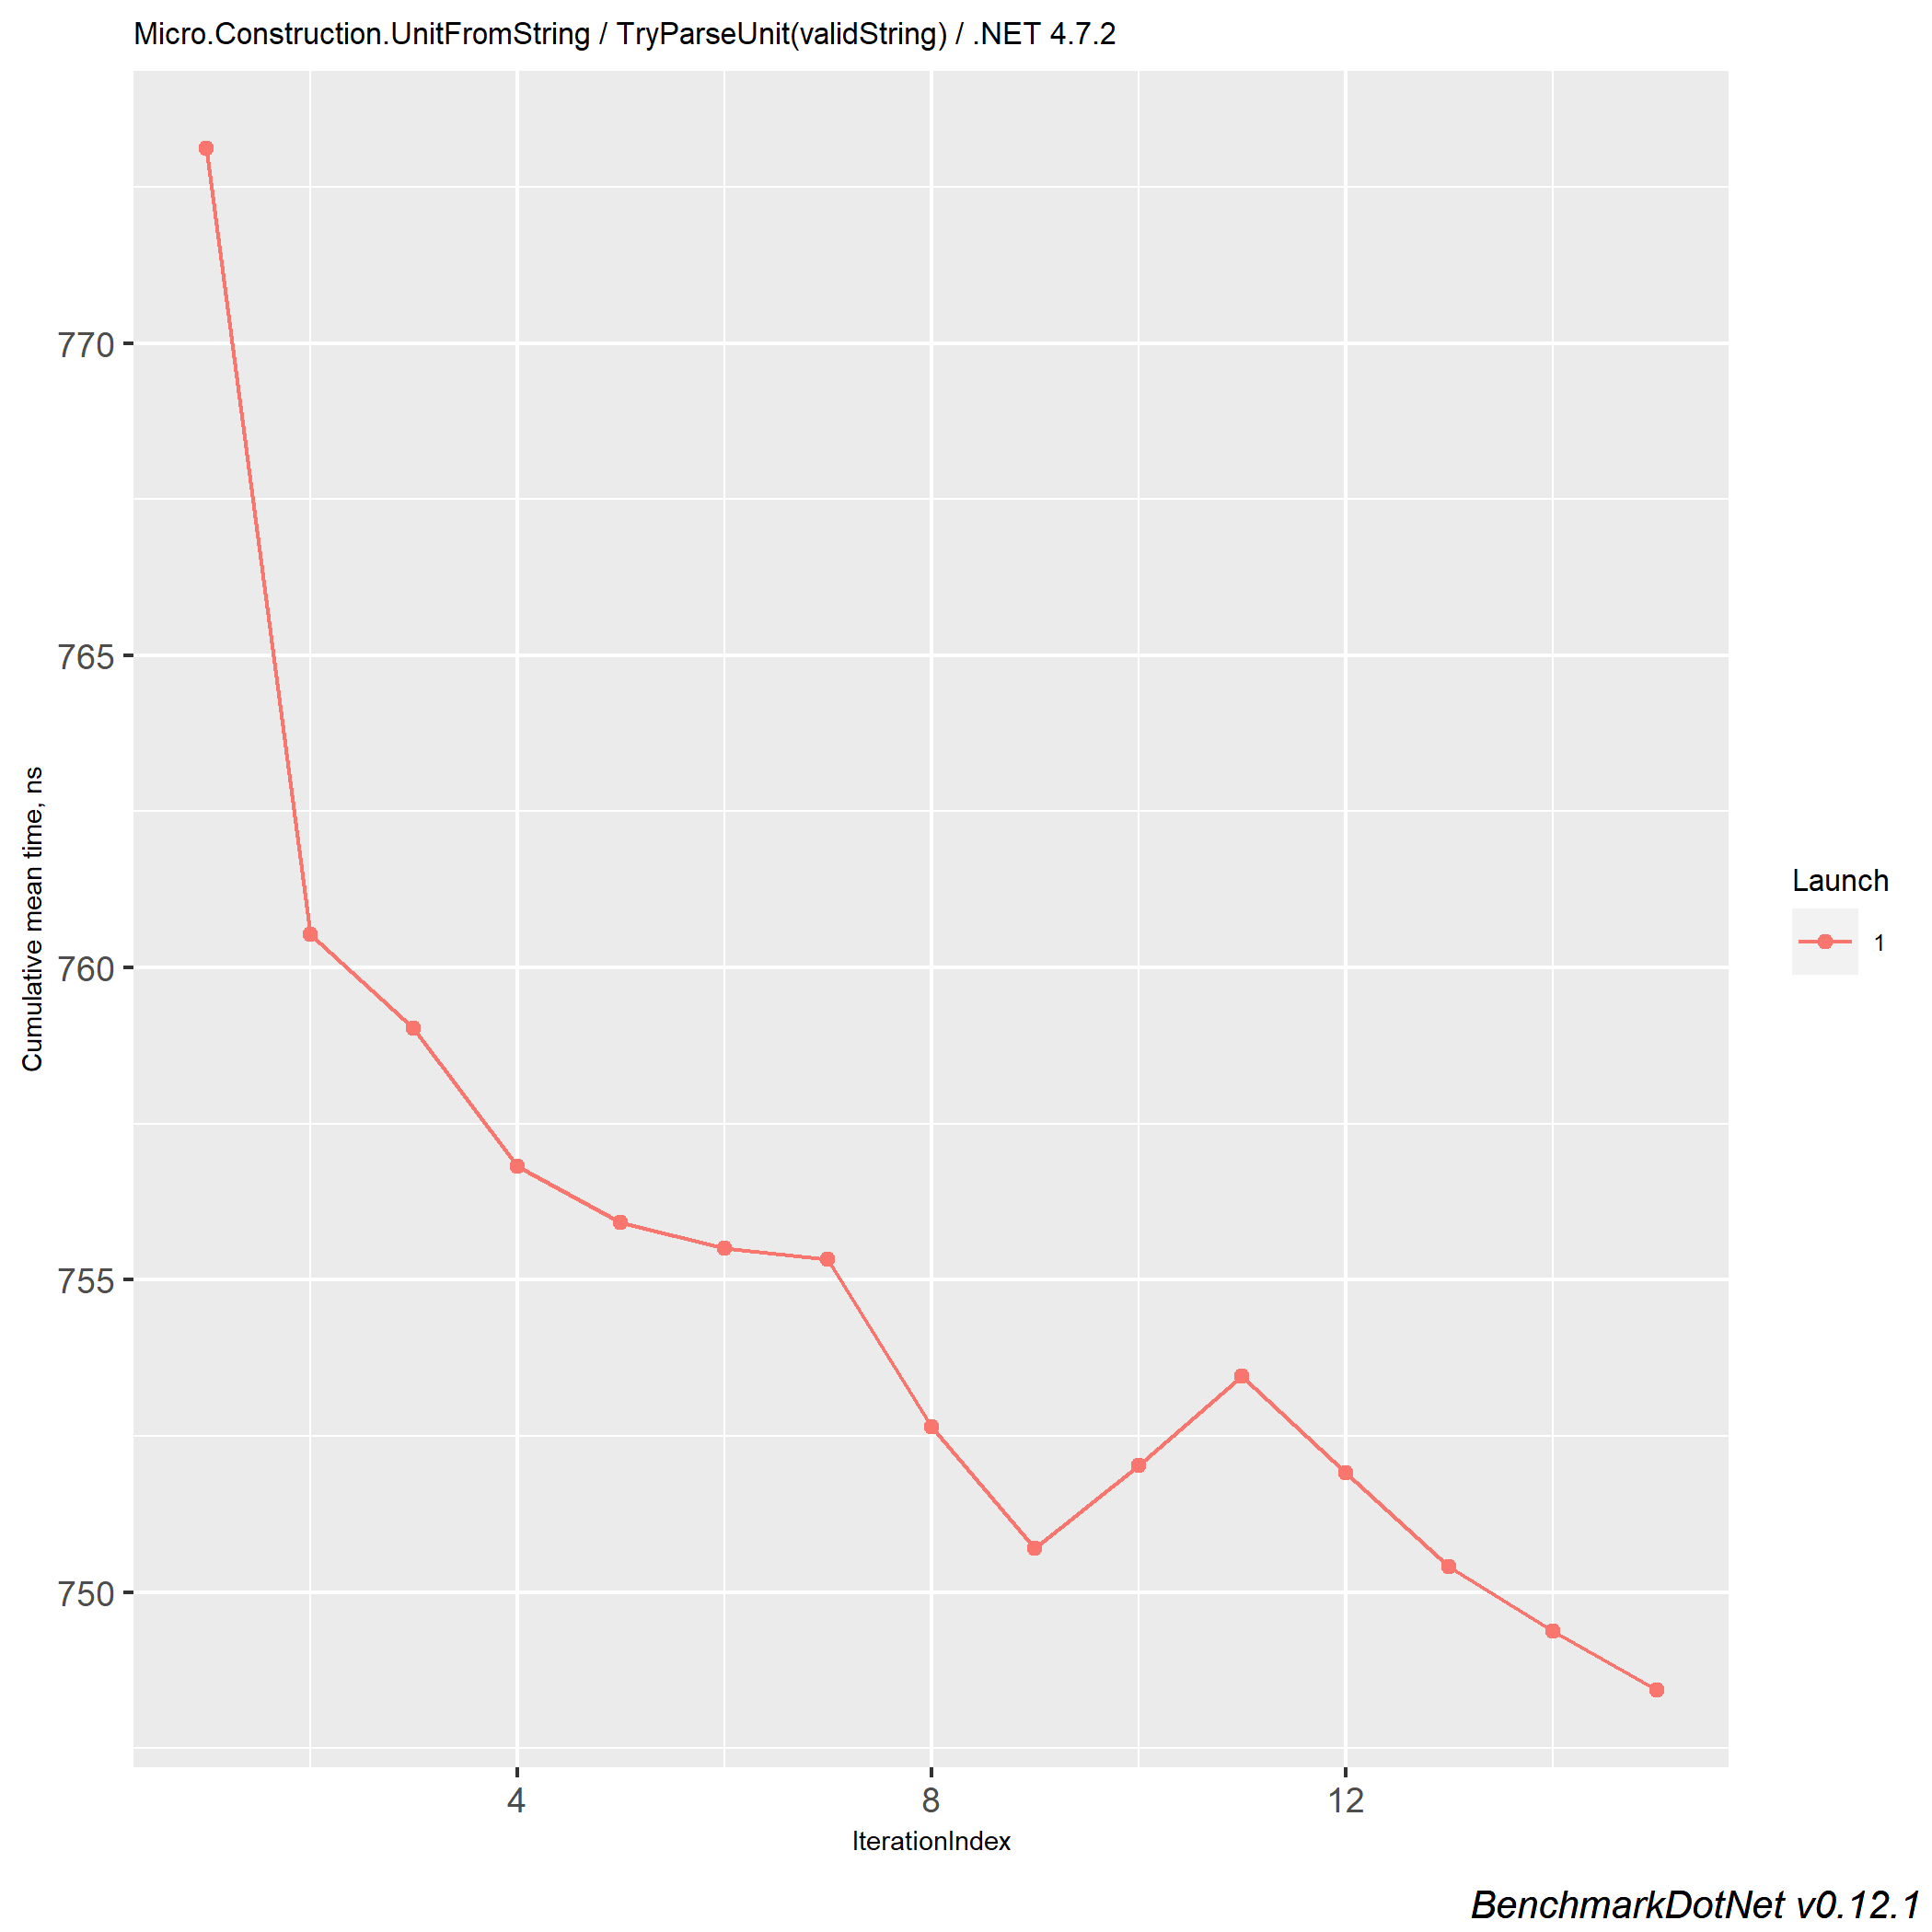 Micro.Construction.UnitFromString / TryParseUnit(validString) / .NET 4.7.2
770
765
760
755
750
Cumulative mean time, ns
4
8
12
IterationIndex
Launch
1
BenchmarkDotNet v0.12.1